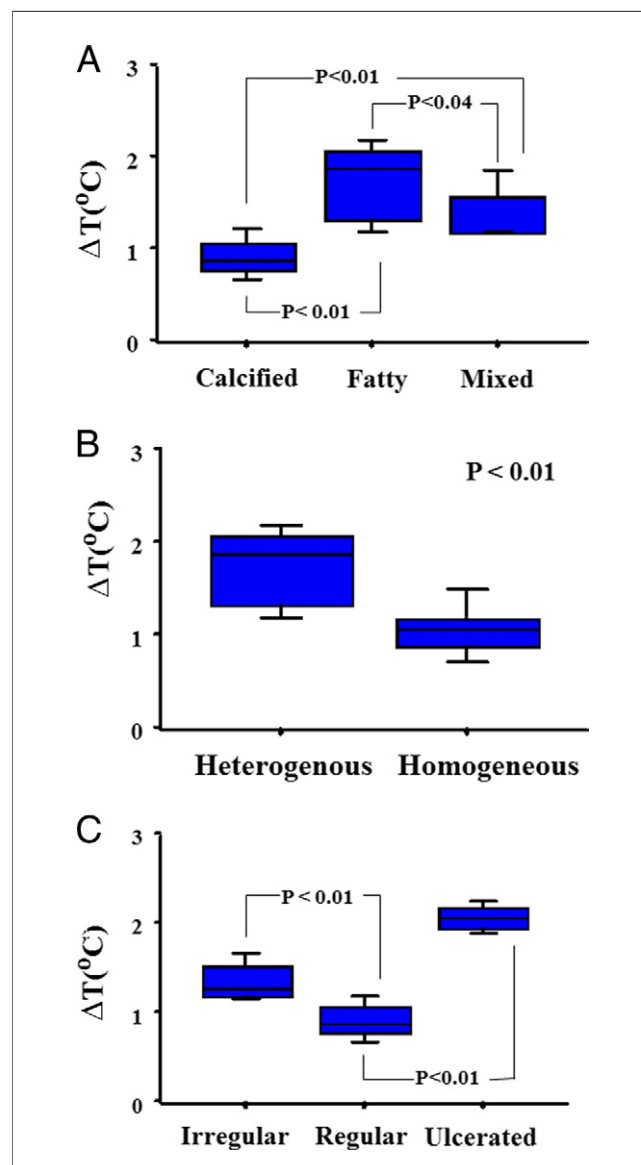 A
3
P<0.01
P<0.04
2
ΔT(⁰C)
1
P< 0.01
0
Calcified Fatty Mixed
B
3
P < 0.01
2
ΔT(⁰C)
1
0
Heterogenous Homogeneous
C
3
P < 0.01
2
ΔT(⁰C)
1
P<0.01
0
Irregular Regular Ulcerated